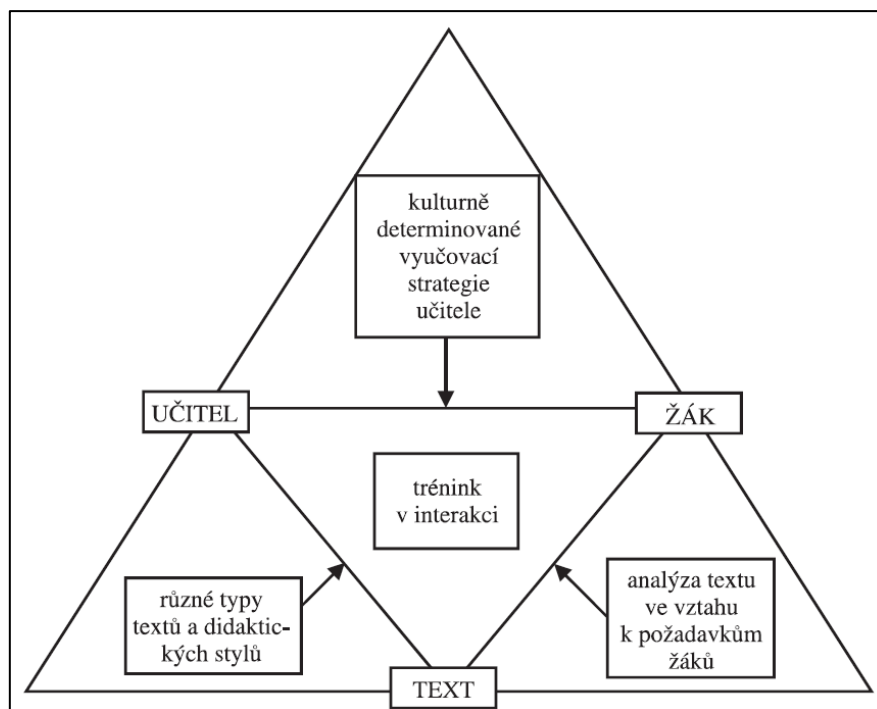 kulturně
determinované
vyučovací
strategie
učitele
UČITEL
ŽÁK
trénink
v interakci
různé typy
textů a didaktic-
kých stylů
analýza textu
ve vztahu
k požadavkům
žáků
TEXT